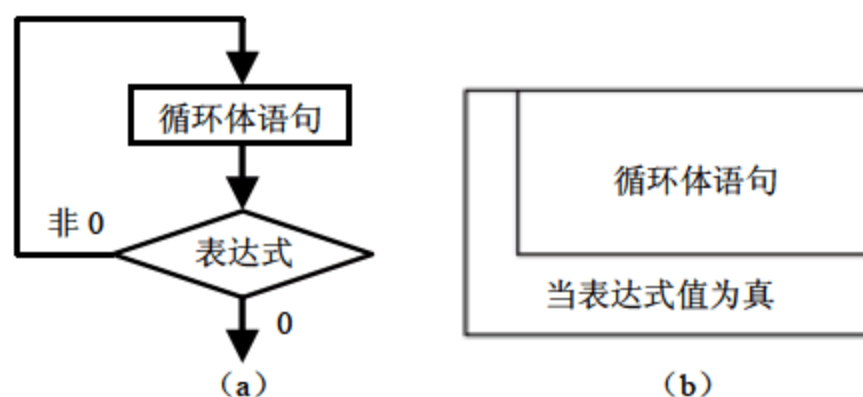 循环体语句
非 0
表达式
0
（a）
循环体语句
当表达式值为真
（b）